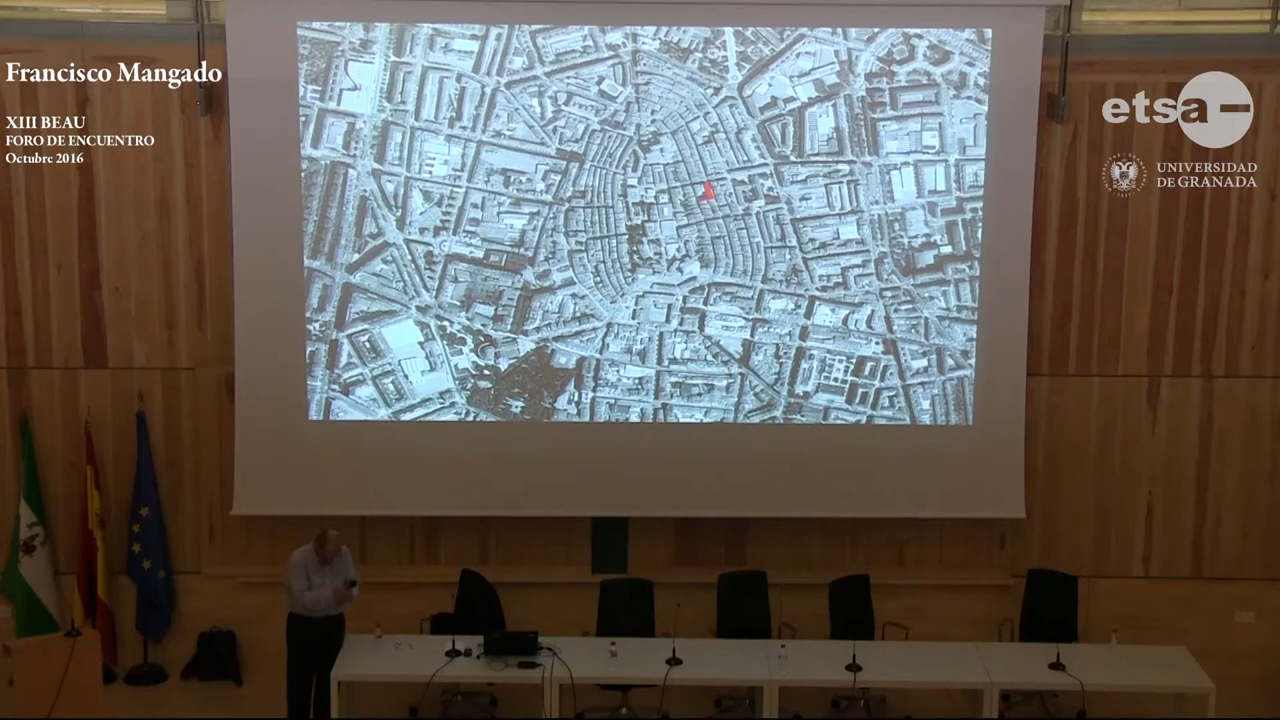 Francisco Mangado
XIII BEAU
FORO DE ENCUENTRO
Octubre 2016
etsa
UNIVERSIDAD
DE GRANADA